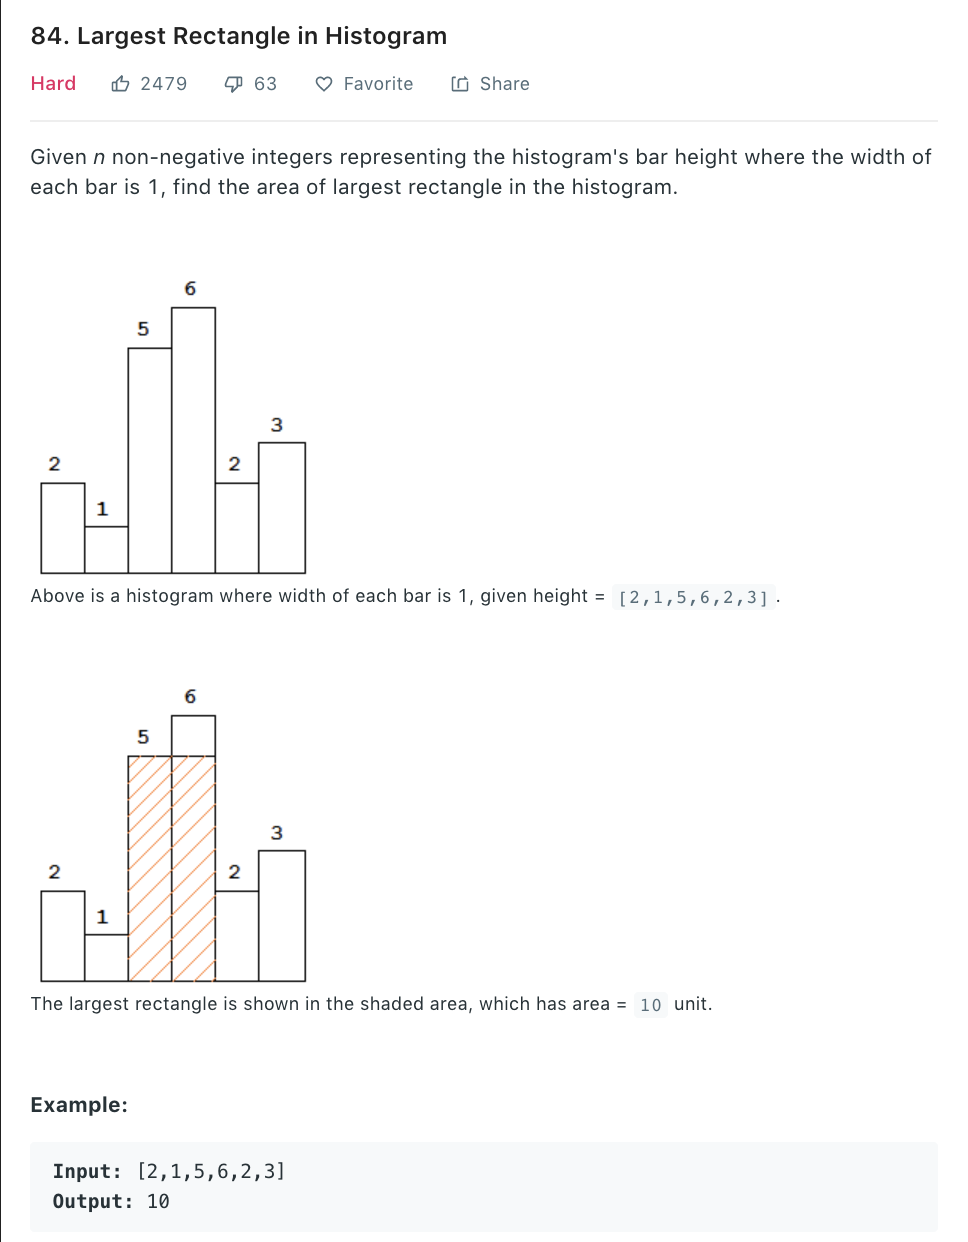 84. Largest Rectangle in Histogram
Hard 2479 63 Favorite Share
Given n non-negative integers representing the histogram's bar height where the width of
each bar is 1, find the area of largest rectangle in the histogram.
6
5
3
2
2
1
Above is a histogram where width of each bar is 1, given height = [2,1,5,6,2,3].
6
5
3
2
2
1
The largest rectangle is shown in the shaded area, which has area = 10 unit.
Example:
Input: [2,1,5,6,2,3]
Output: 10